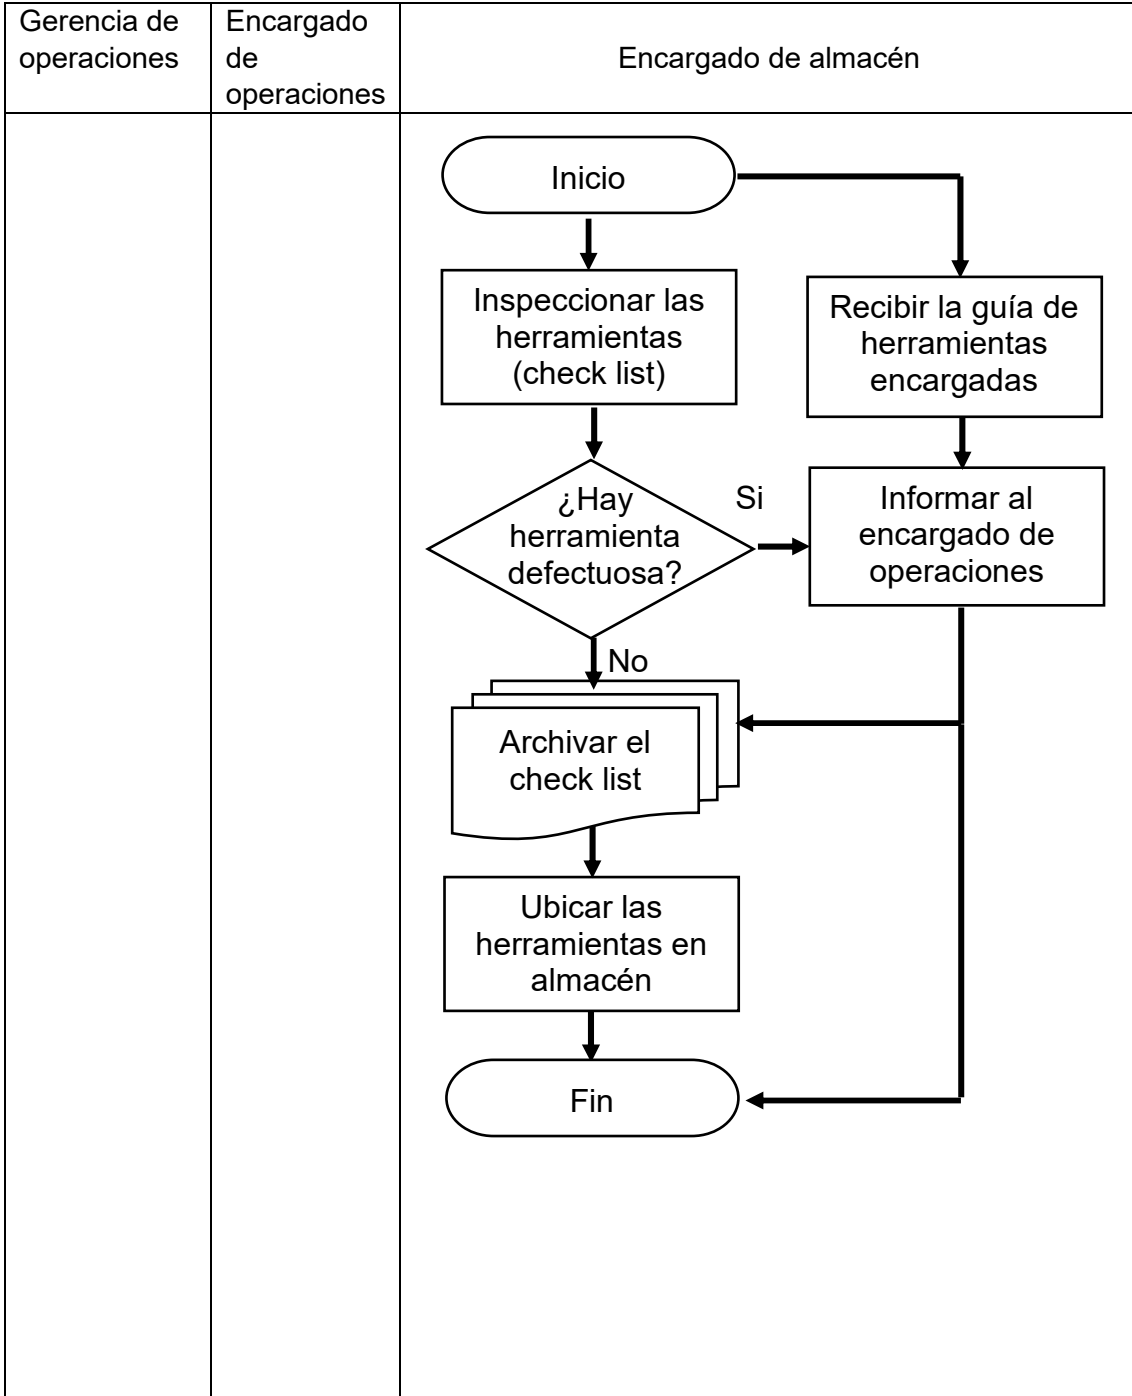 Gerencia de
operaciones
Encargado
de
operaciones
Encargado de almacén
Inicio
Inspeccionar las
herramientas
(check list)
Recibir la guía de
herramientas
encargadas
¿Hay
herramienta
defectuosa?
Si
Informar al
encargado de
operaciones
No
Archivar el
check list
Ubicar las
herramientas en
almacén
Fin